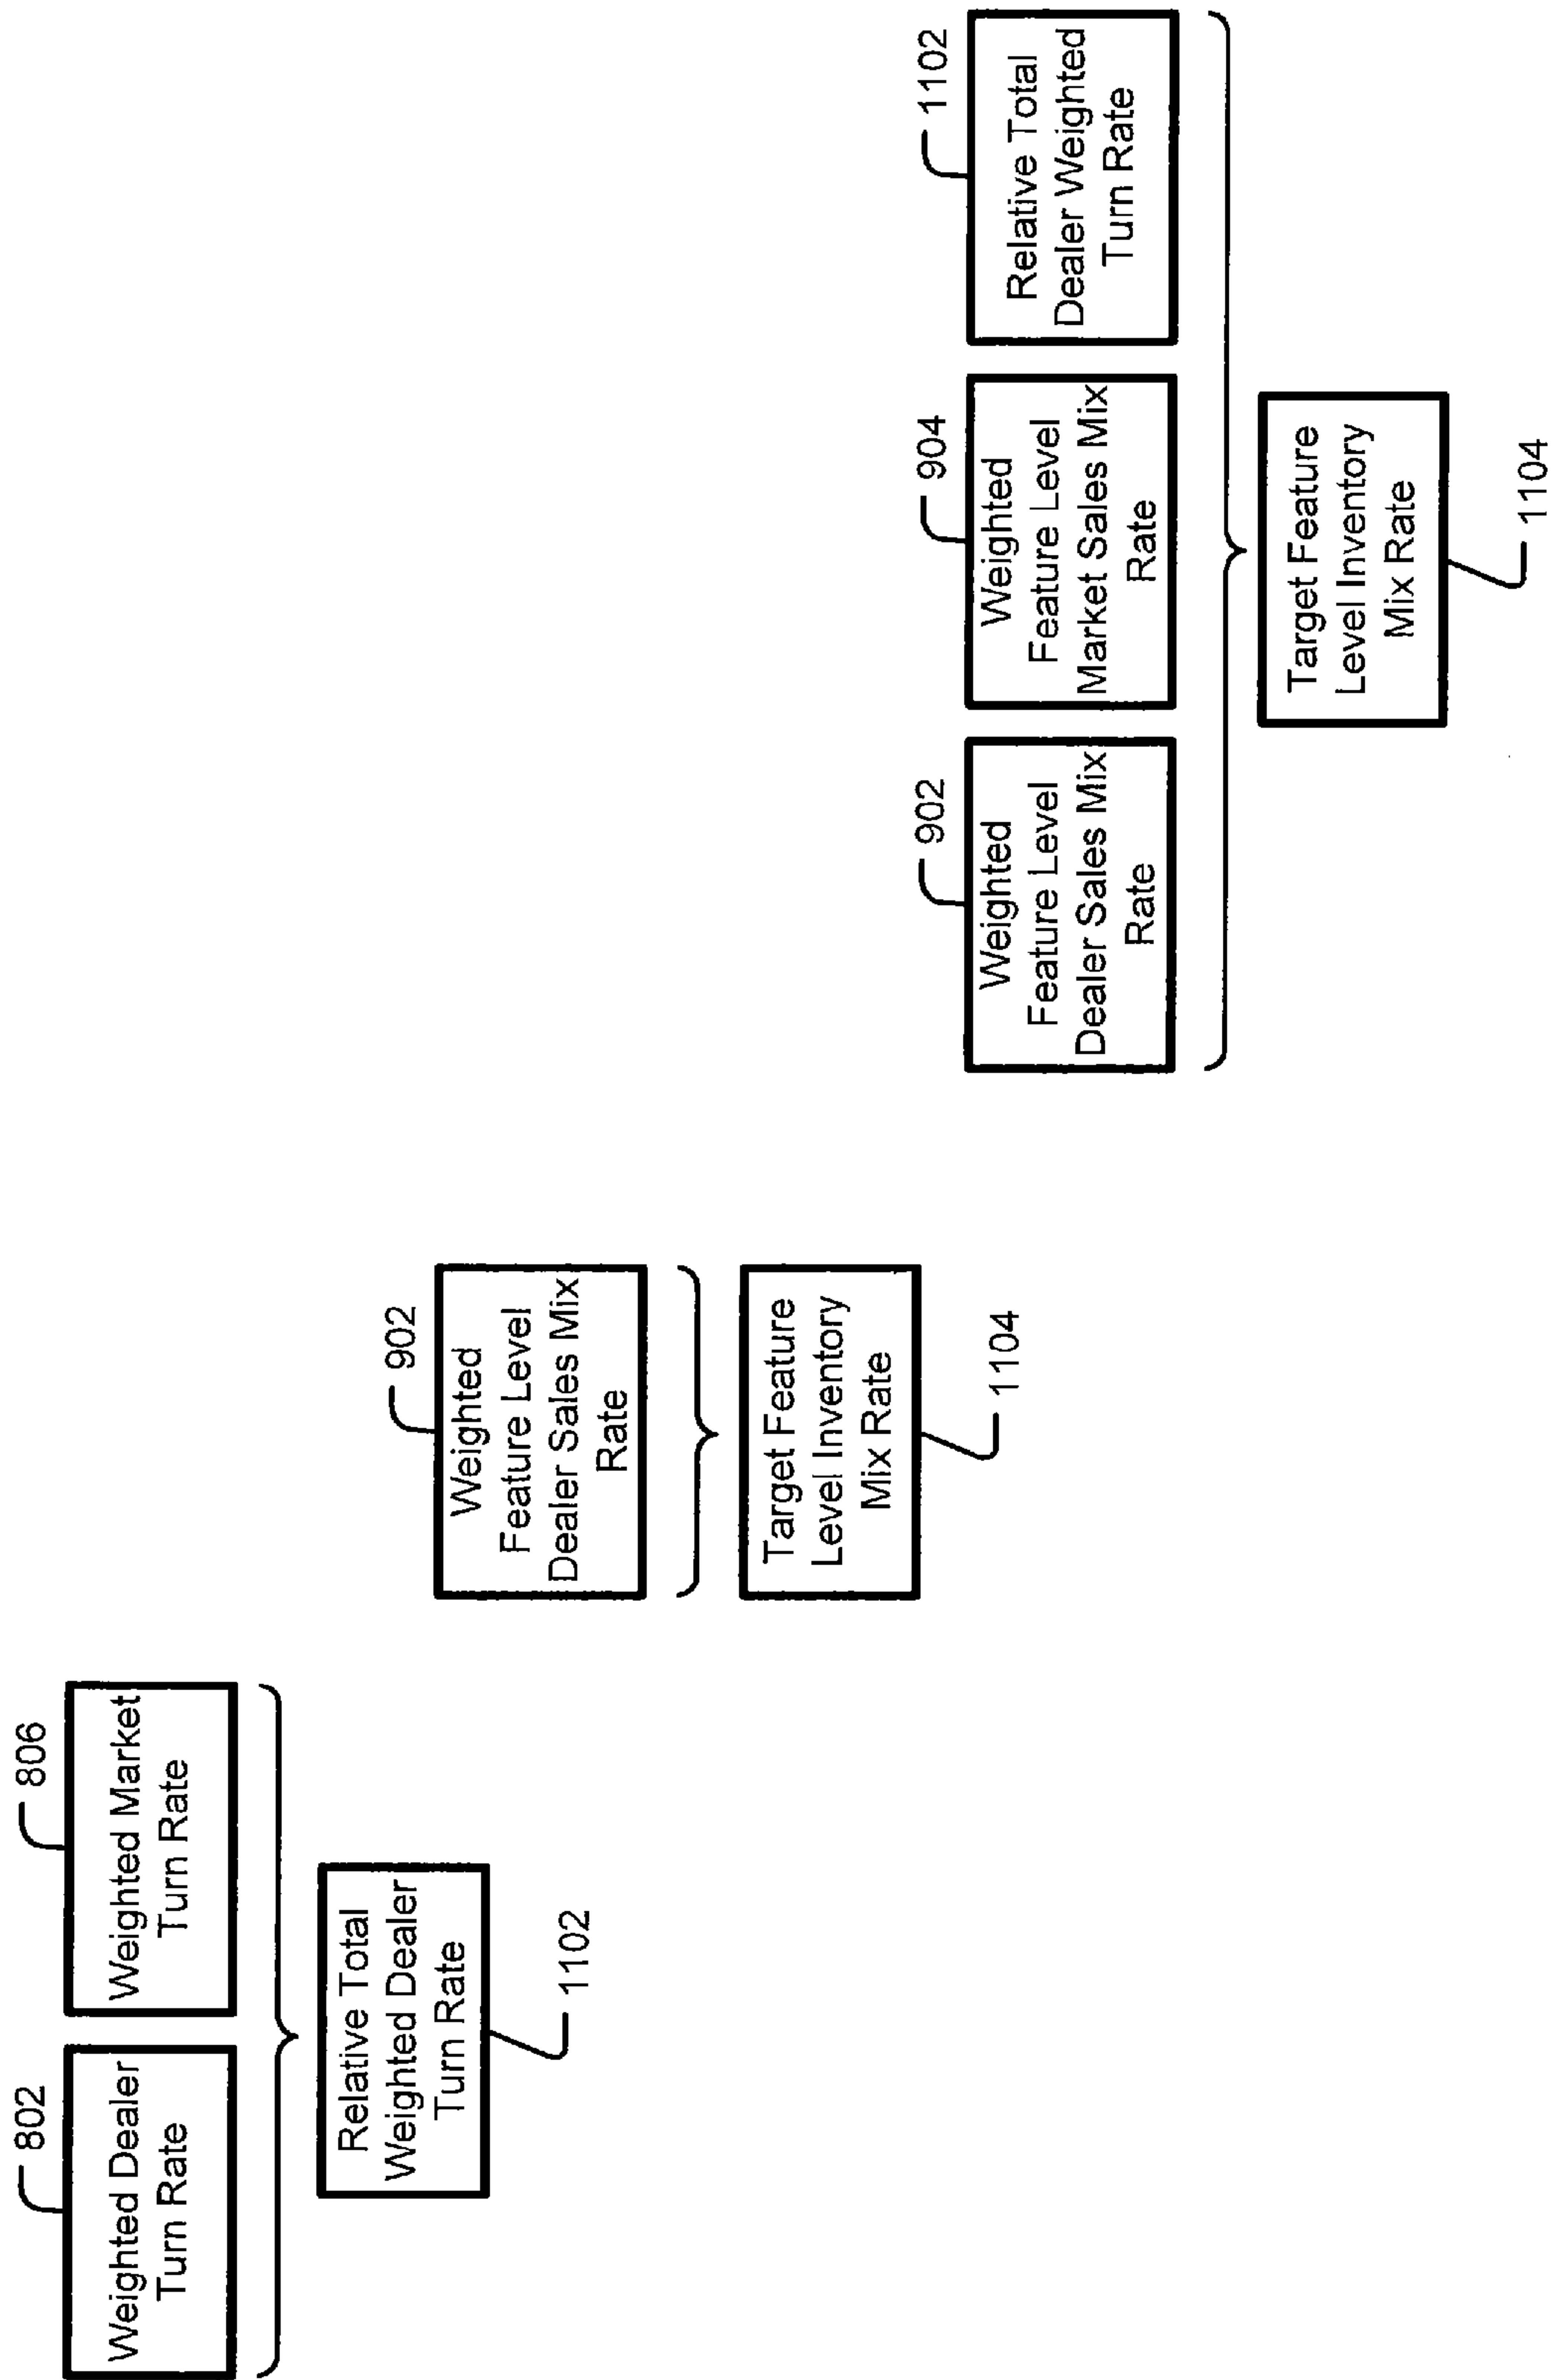 802
Weighted Dealer
Turn Rate
806
Weighted Market
Turn Rate
Relative Total
Weighted Dealer
Turn Rate
1102
902
Weighted
Feature Level
Dealer Sales Mix
Rate
Target Feature
Level Inventory
Mix Rate
1104
902
Weighted
Feature Level
Dealer Sales Mix
Rate
904
Weighted
Feature Level
Market Sales Mix
Rate
1102
Relative Total
Dealer Weighted
Turn Rate
Target Feature
Level Inventory
Mix Rate
1104